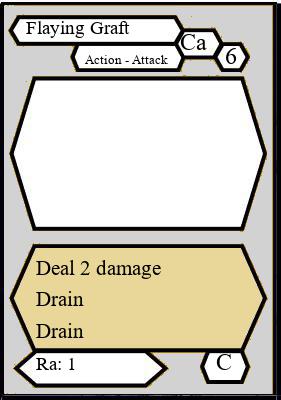 Flaying Graft
Ca
Action - Attack
6
Deal 2 damage
Drain
Drain
Ra: 1
C